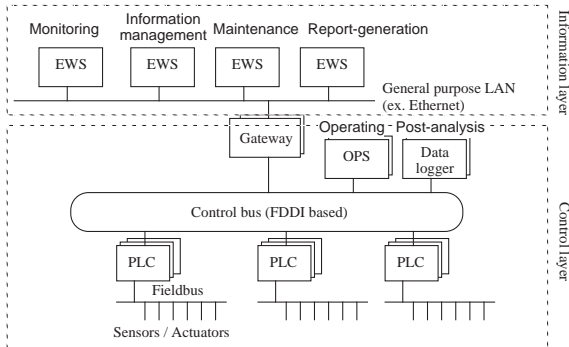 Monitoring
Information
management
Maintenance
Report-generation
EWS
EWS
EWS
EWS
General purpose LAN
(ex. Ethernet)
Information layer
Gateway
Operating
Post-analysis
OPS
Data
logger
Control bus (FDDI based)
PLC
PLC
PLC
Fieldbus
Sensors / Actuators
Control layer